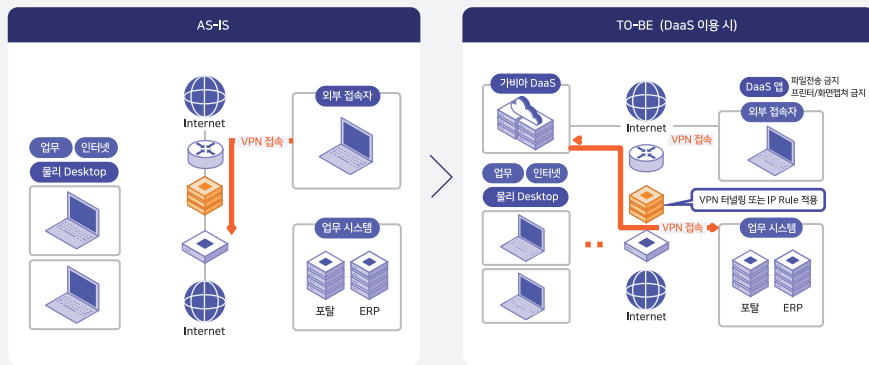 AS-IS
Internet
외부 접속자
VPN 접속
업무
인터넷
물리 Desktop
업무 시스템
포탈
ERP
Internet
TO-BE (DaaS 이용 시)
가비아 DaaS
Internet
DaaS 앱
파일전송 금지
프린터/화면캡쳐 금지
외부 접속자
VPN 접속
업무
인터넷
물리 Desktop
VPN 터널링 또는 IP Rule 적용
VPN 접속
업무 시스템
포탈
ERP
Internet